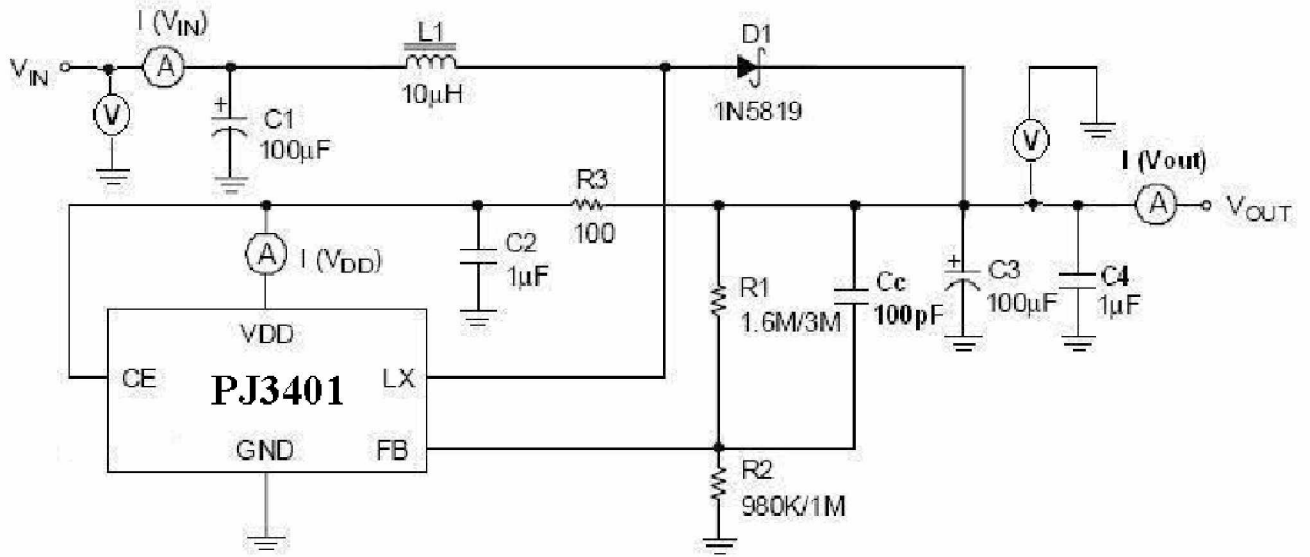 I (VIN)
VIN
A
V
C1
100μF
L1
10μH
D1
1N5819
V
I (Vout)
A
VOUT
R3
100
A
I (VDD)
C2
1μF
R1
1.6M/3M
Cc
100pF
C3
100μF
C4
1μF
VDD
CE
PJ3401
LX
GND
FB
R2
980K/1M
+
+